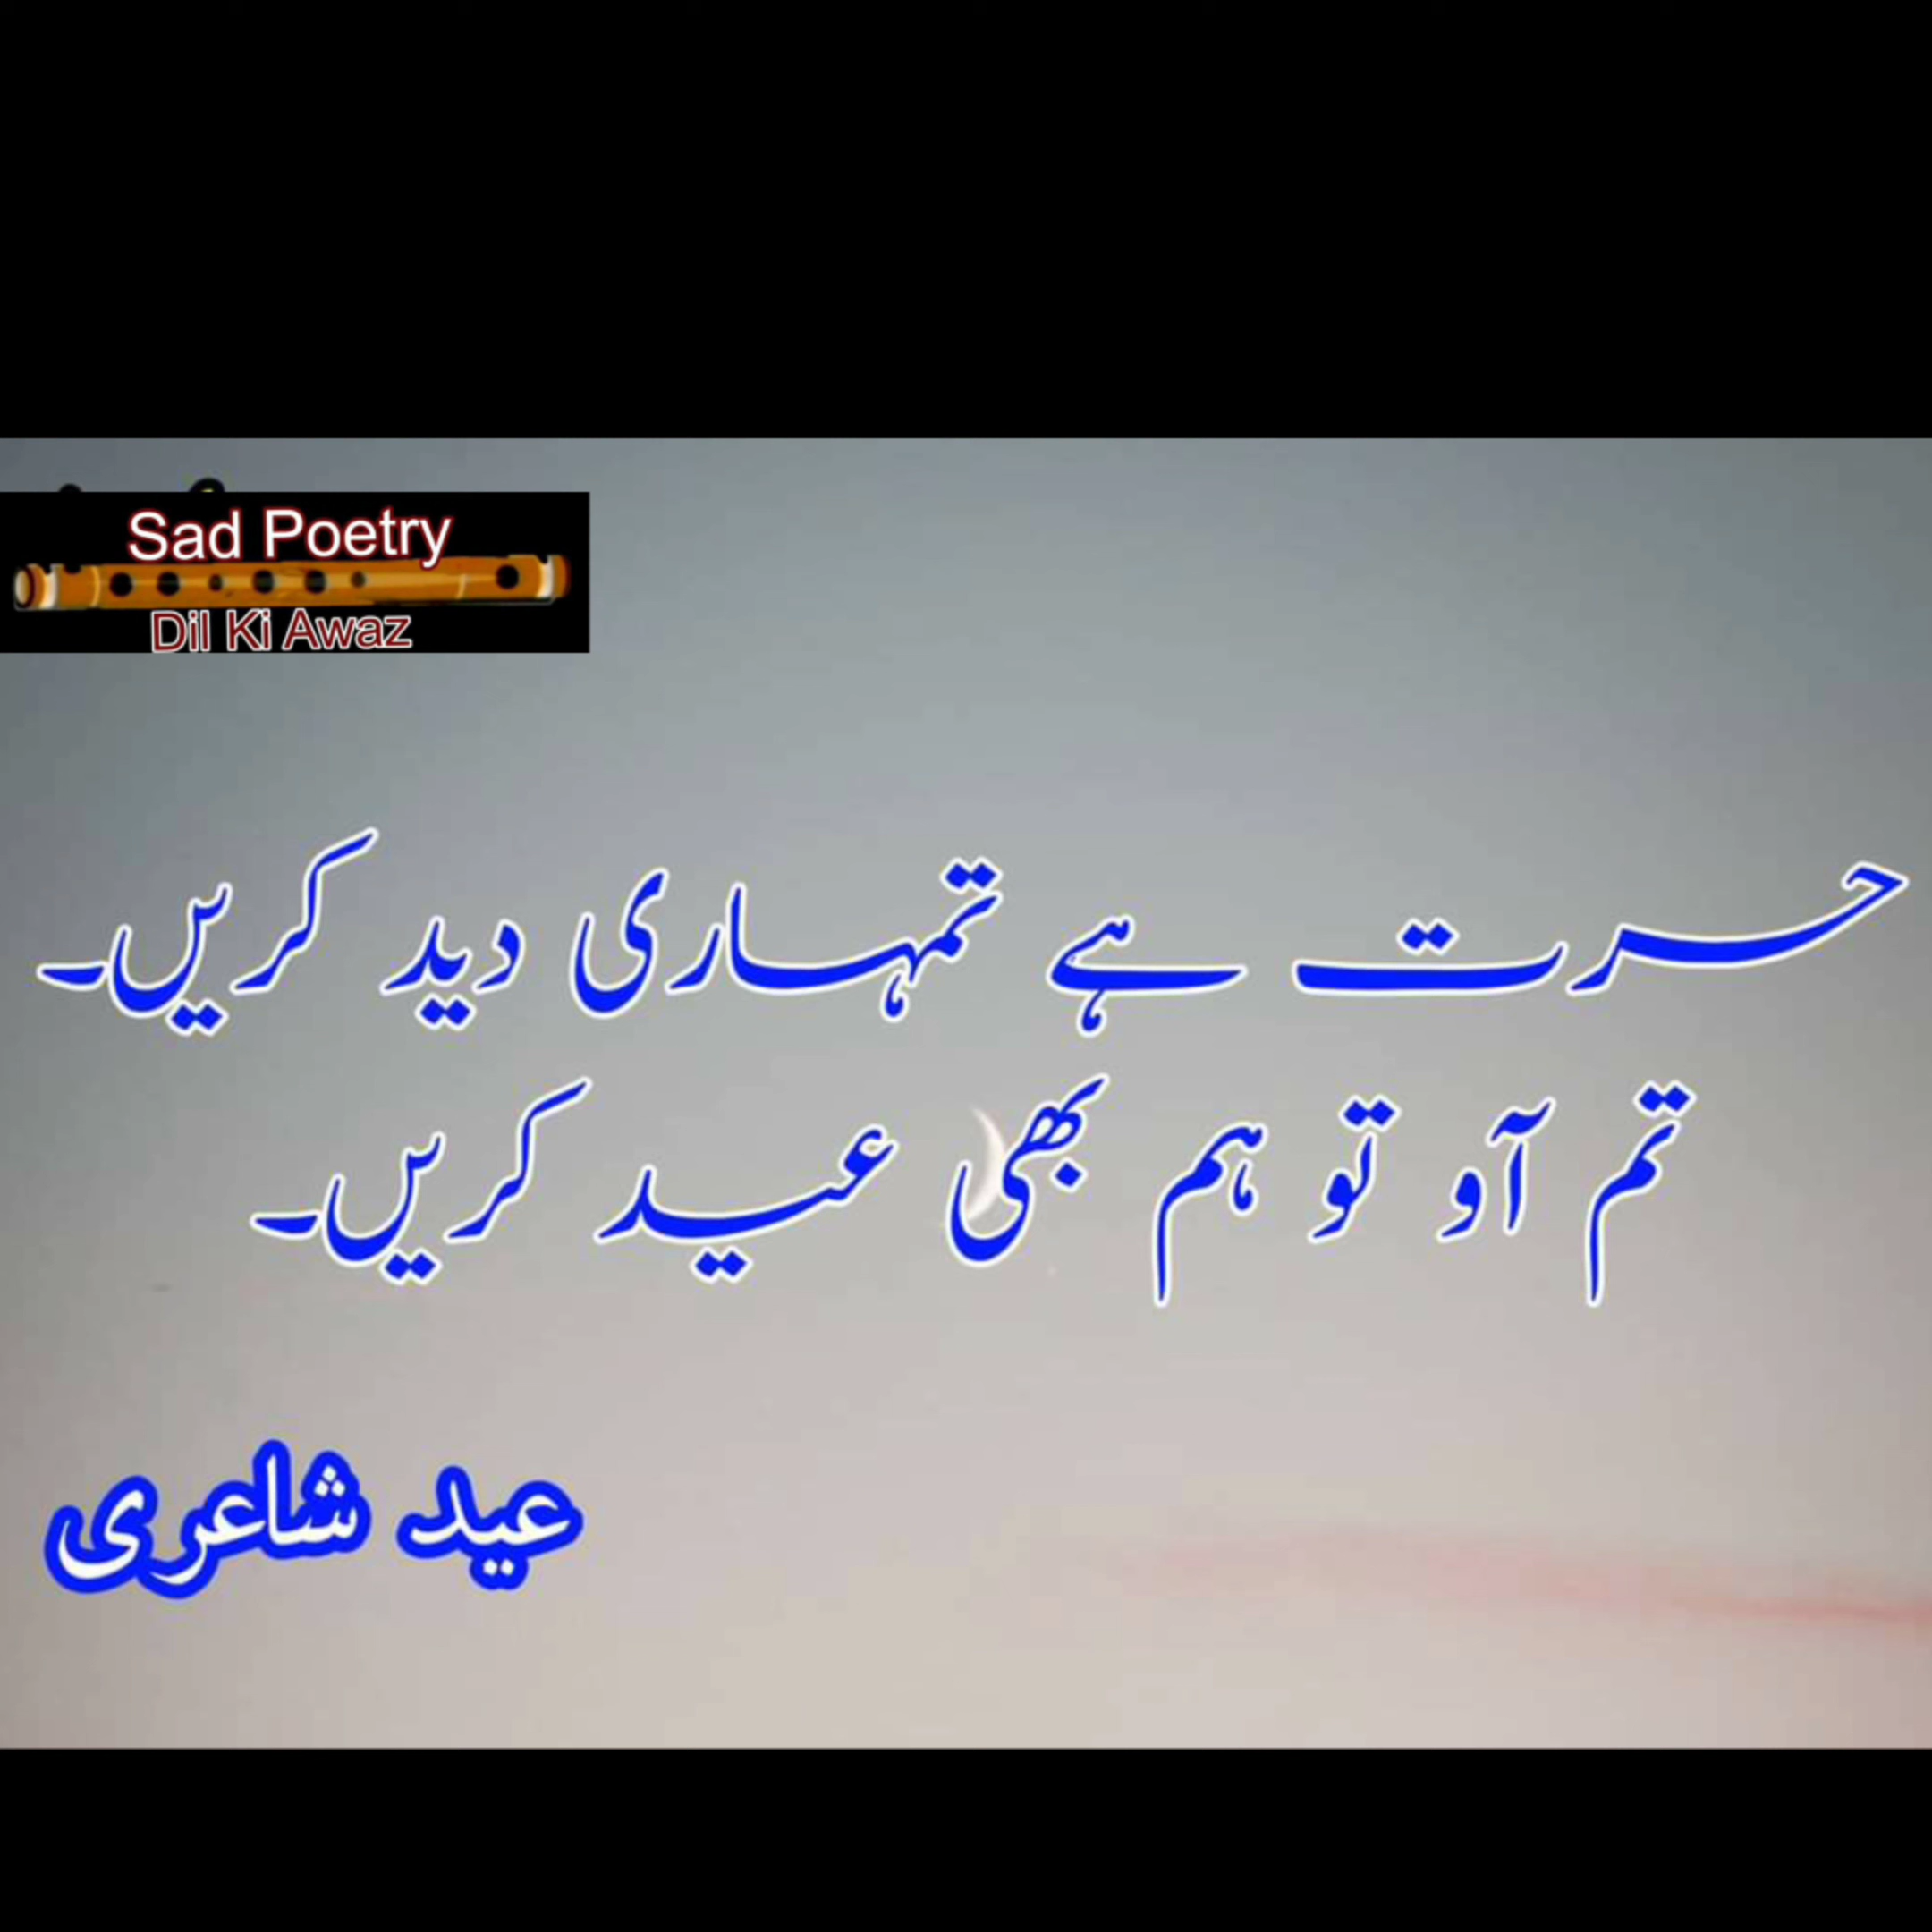 Sad Poetry
Dil Ki Awaz
حسرت ہے تمہاری دید کریں۔
تم آو تو ہم بھی عید کریں۔
عید شاعری